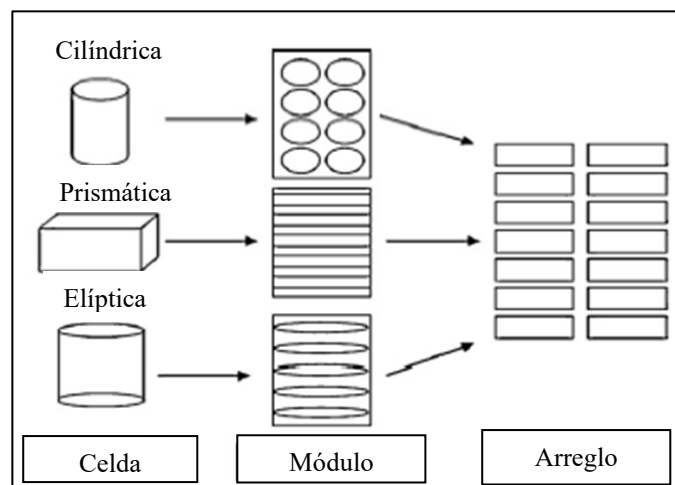 Cilíndrica
Prismática
Elíptica
Celda
Módulo
Arreglo